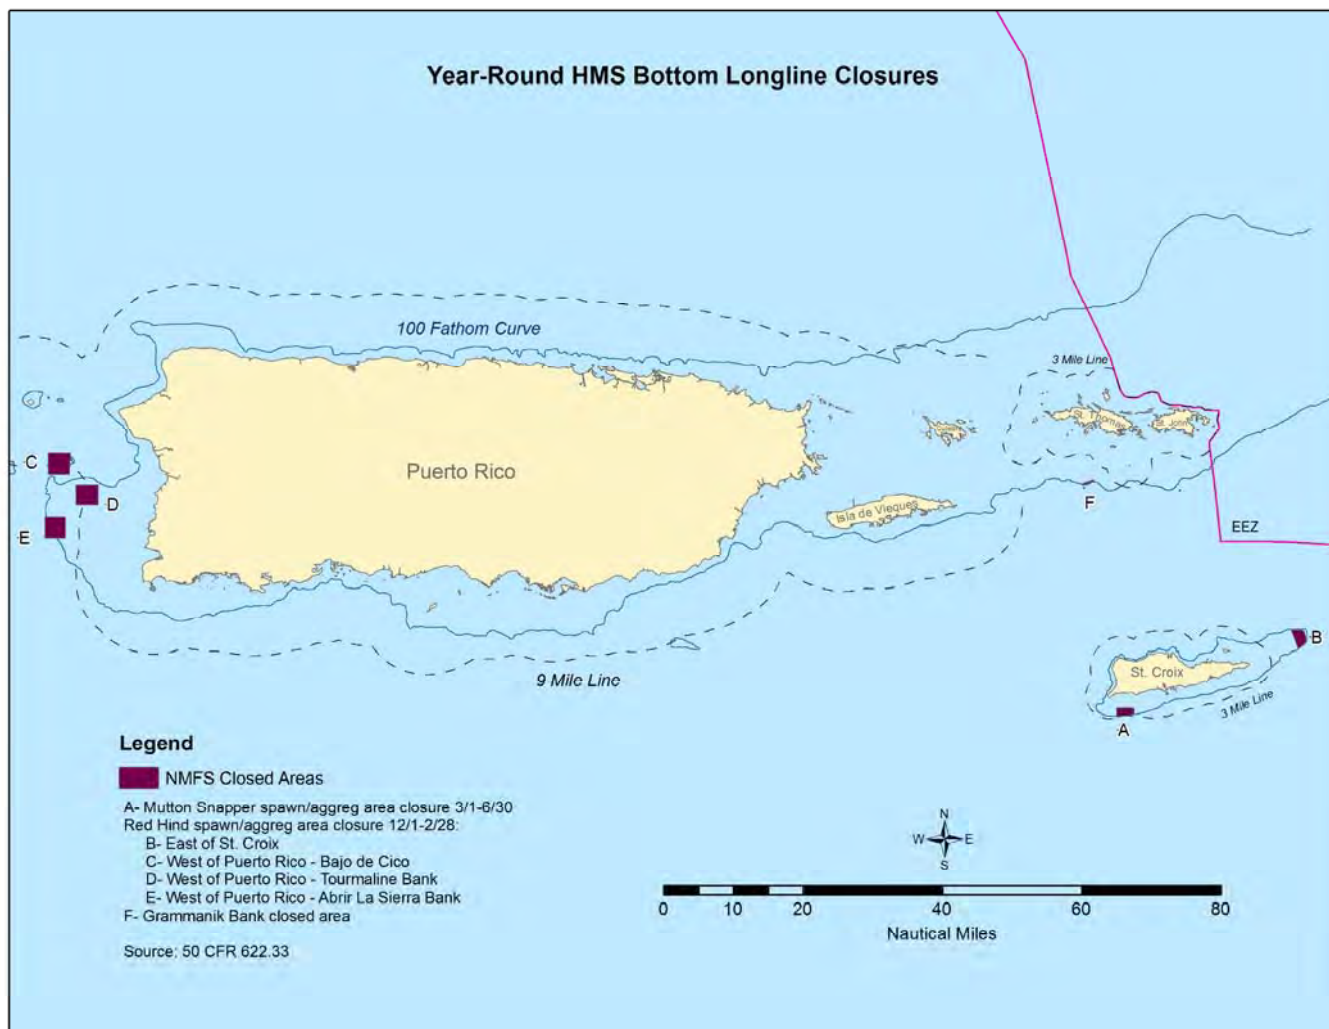 Year-Round HMS Bottom Longline Closures
100 Fathom Curve
3 Mile Line
St. Thomas
St. John
C
Puerto Rico
D
F
Isla de Vieques
E
EEZ
B
St. Croix
9 Mile Line
3 Mile Line
A
Legend
NMFS Closed Areas
A- Mutton Snapper spawn/aggreg area closure 3/1-6/30
Red Hind spawn/aggreg area closure 12/1-2/28:
B- East of St. Croix
C- West of Puerto Rico - Bajo de Cico
D- West of Puerto Rico - Tourmaline Bank
E- West of Puerto Rico - Abrir La Sierra Bank
F- Grammanik Bank closed area
Source: 50 CFR 622.33
N
W E
S
0 10 20 40 60 80
Nautical Miles